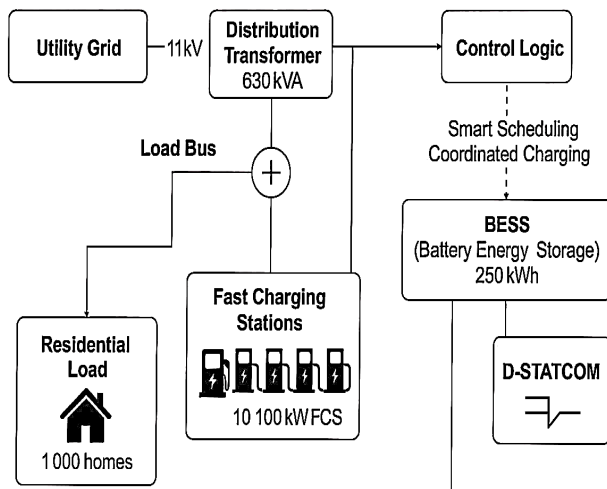 Utility Grid
11kV
Distribution
Transformer
630 kVA
Control Logic
Smart Scheduling
Coordinated Charging
Load Bus
+
BESS
(Battery Energy Storage)
250 kWh
Fast Charging
Stations
10 100 kW FCS
Residential
Load
1 000 homes
D-STATCOM